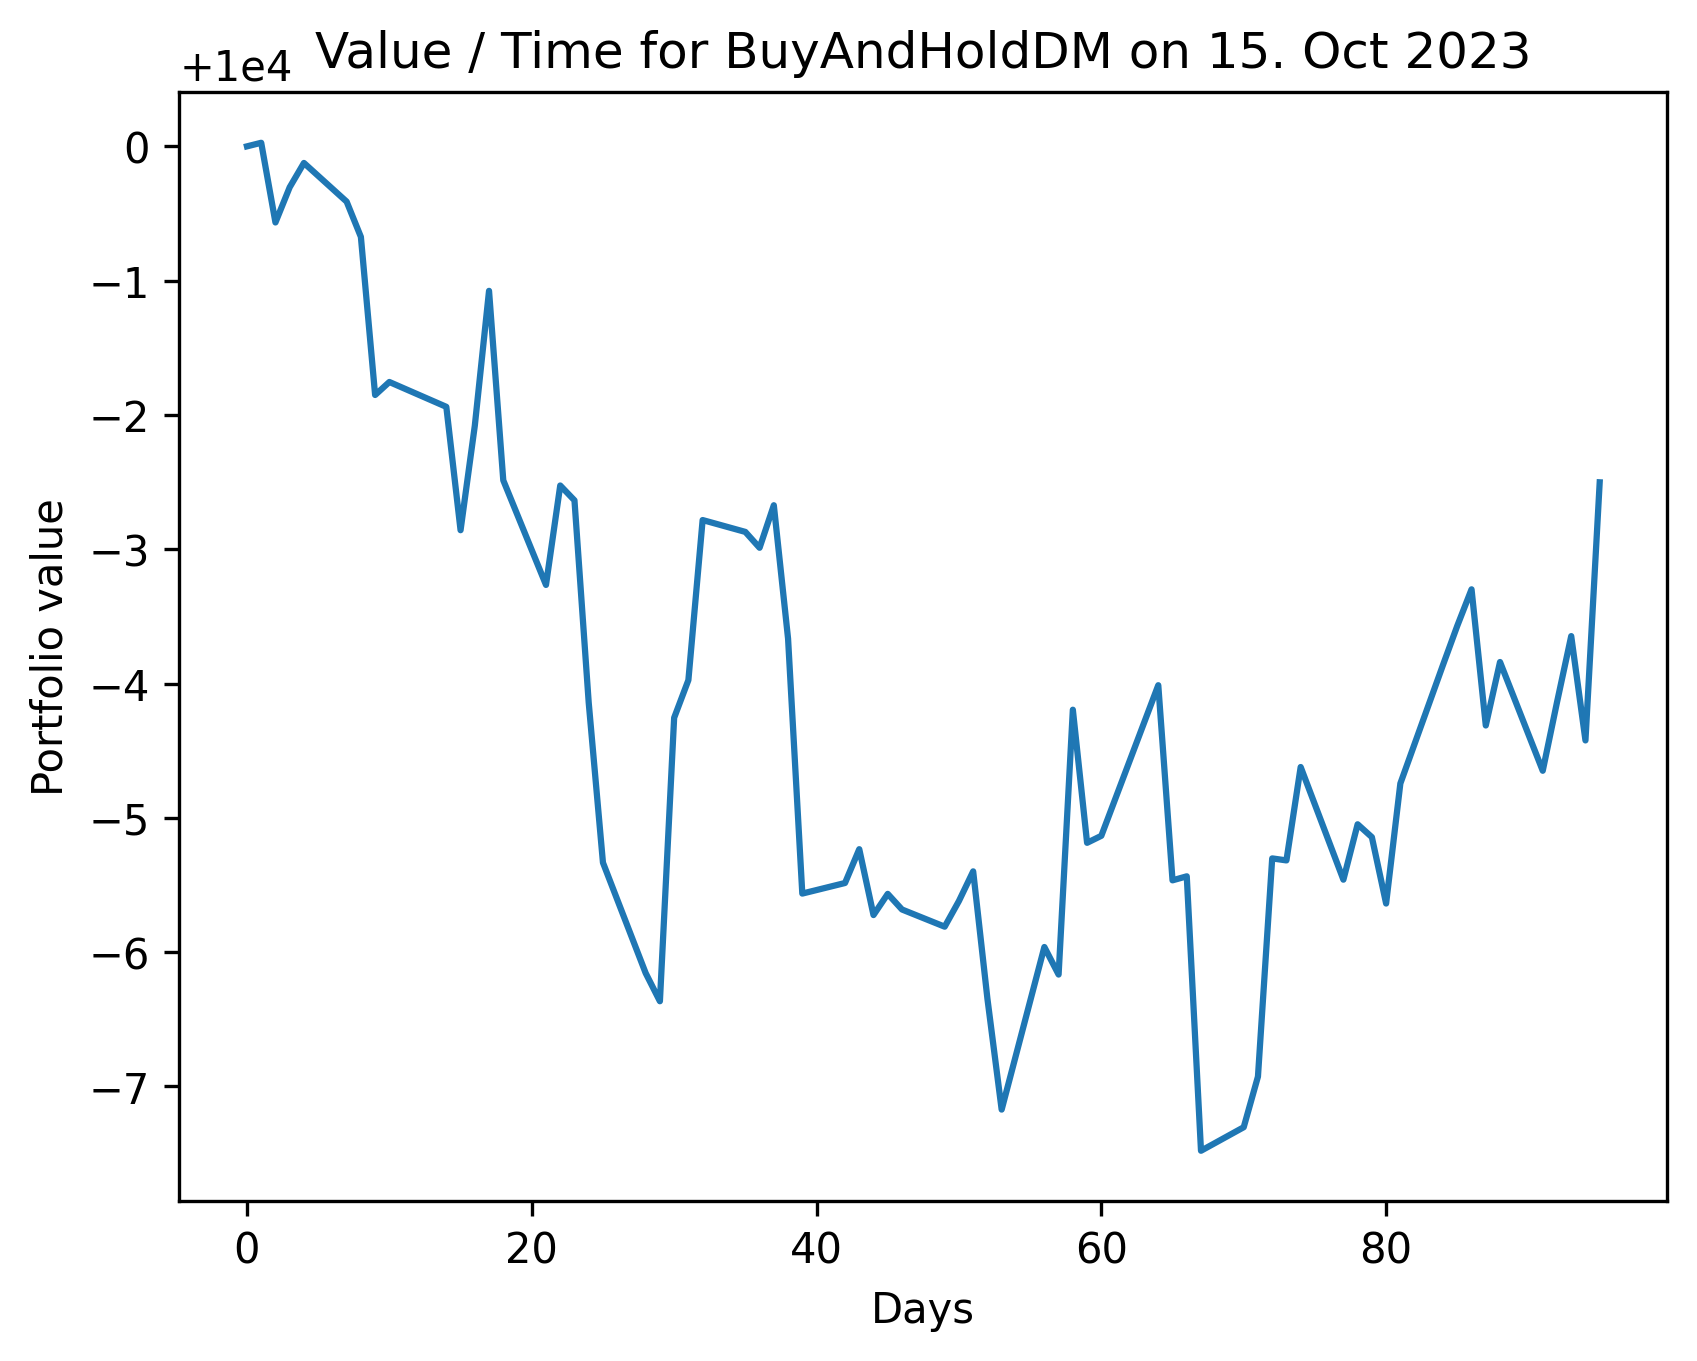 Value / Time for BuyAndHoldDM on 15. Oct 2023
+1e4
0
−1
−2
−3
−4
−5
−6
−7
Portfolio value
0 20 40 60 80
Days